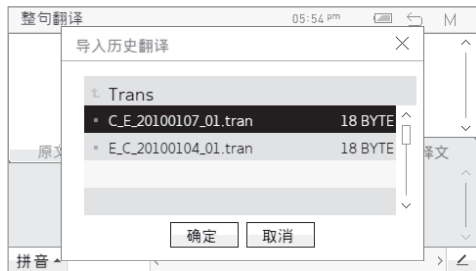 整句翻译 05:54 pm M
导入历史翻译
Trans
C_E_20100107_01.tran 18 BYTE
E_C_20100104_01.tran 18 BYTE
原文 译文
确定 取消
拼音